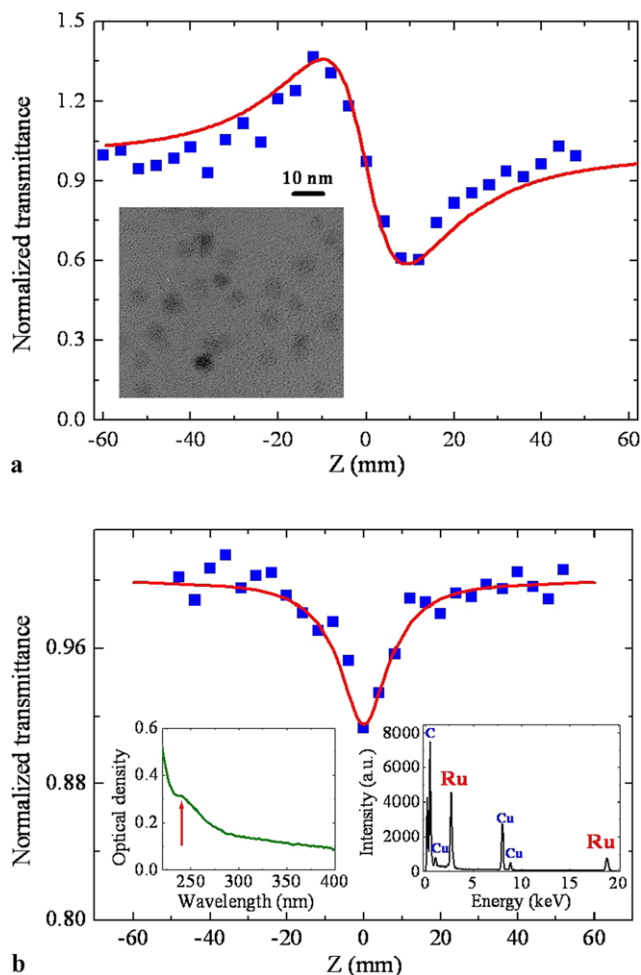 1.5
1.2
0.9
0.6
0.3
0.0
Normalized transmittance
10 nm
-60 -40 -20 0 20 40 60
Z (mm)
a
0.96
0.88
0.80
Normalized transmittance
0.6
0.4
0.2
0.0
Optical density
250 300 350 400
Wavelength (nm)
8000
6000
4000
2000
0
Intensity (a.u.)
C
Cu
Ru
Cu
Cu
Ru
0 5 10 15 20
Energy (keV)
-60 -40 -20 0 20 40 60
Z (mm)
b